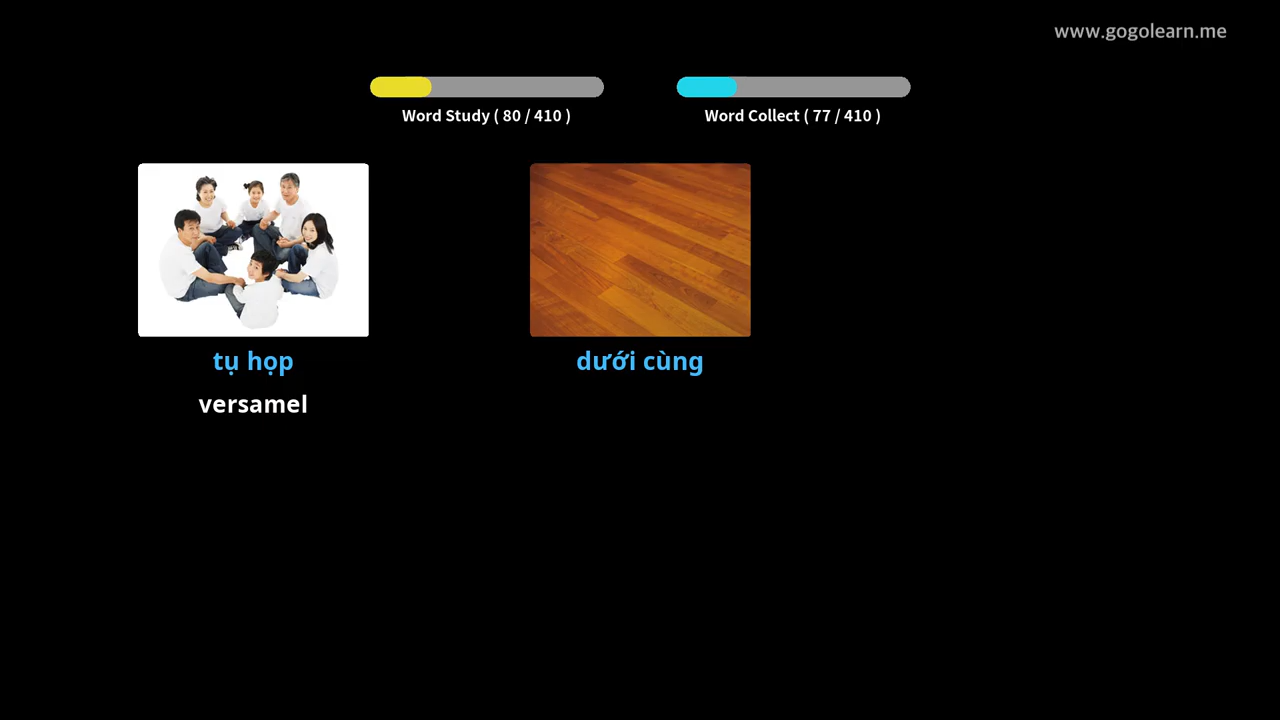 www.gogolearn.me
Word Study ( 80 / 410 )
Word Collect ( 77 / 410 )
tụ họp
dưới cùng
versamel